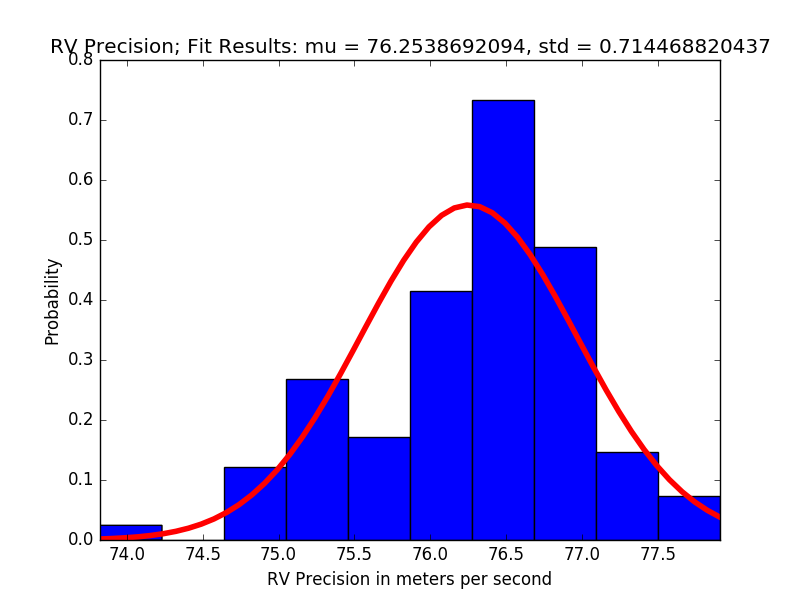 RV Precision; Fit Results: mu = 76.2538692094, std = 0.714468820437
0.8
0.7
0.6
0.5
0.4
0.3
0.2
0.1
0.0
Probability
74.0 74.5 75.0 75.5 76.0 76.5 77.0 77.5
RV Precision in meters per second